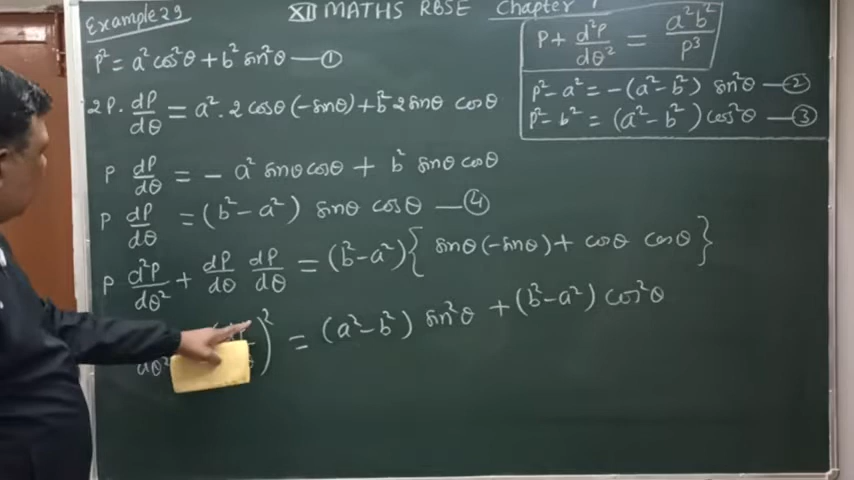 Example 29
XII MATHS RBSE Chapter
P² = a² cos²θ + b² sin²θ — ①
2P. dP/dθ = a². 2 cosθ (-sinθ) + b² 2 sinθ cosθ
P dP/dθ = - a² sinθ cosθ + b² sinθ cosθ
P dP/dθ = (b² - a²) sinθ cosθ — ④
P d²P/dθ² + dP/dθ dP/dθ = (b² - a²) { sinθ (-sinθ) + cosθ cosθ }
dθ² )² = (a² - b²) sin²θ + (b² - a²) cos²θ
P + d²P/dθ² = a²b²/P³
P² - a² = -(a² - b²) sin²θ — ②
P² - b² = (a² - b²) cos²θ — ③